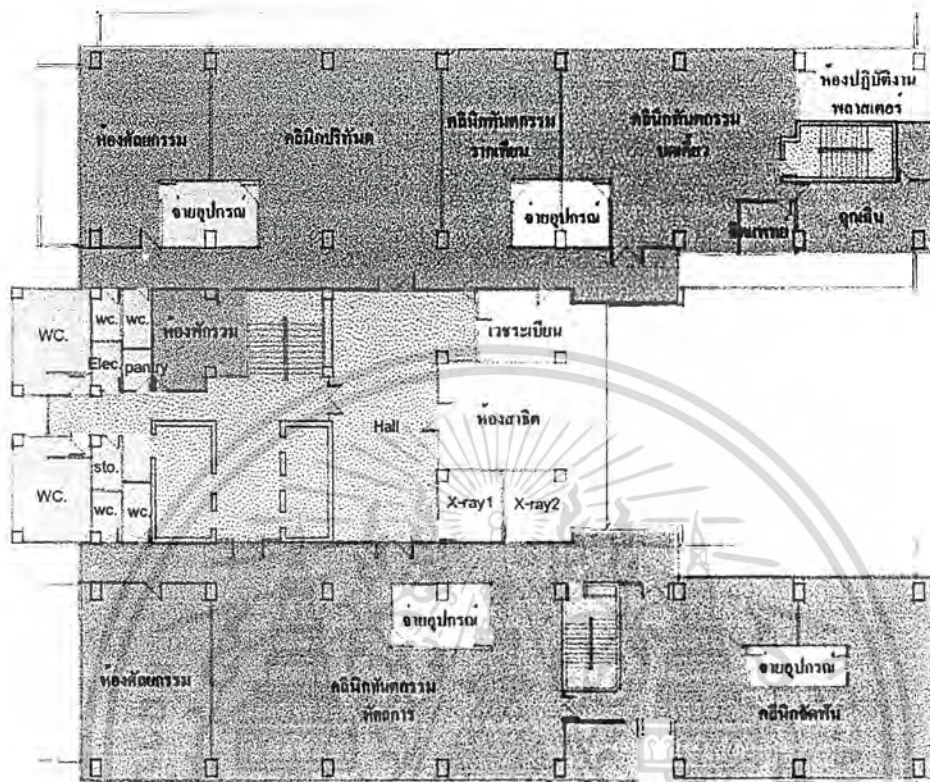 ห้องปฏิบัติงาน
พลาสเตอร์
ห้องศัลยกรรม
คลินิกปริทันต์
คลินิกทันตกรรม
รากเทียม
คลินิกทันตกรรม
บดเคี้ยว
จ่ายอุปกรณ์
จ่ายอุปกรณ์
ฉุกเฉิน
WC.
wc.
wc.
ห้องพักรวม
เวชระเบียน
Elec.
pantry
Hall
ห้องสาธิต
WC.
sto.
wc.
wc.
X-ray1
X-ray2
จ่ายอุปกรณ์
ห้องศัลยกรรม
คลินิกทันตกรรม
หัตถการ
จ่ายอุปกรณ์
คลินิกจัดฟัน